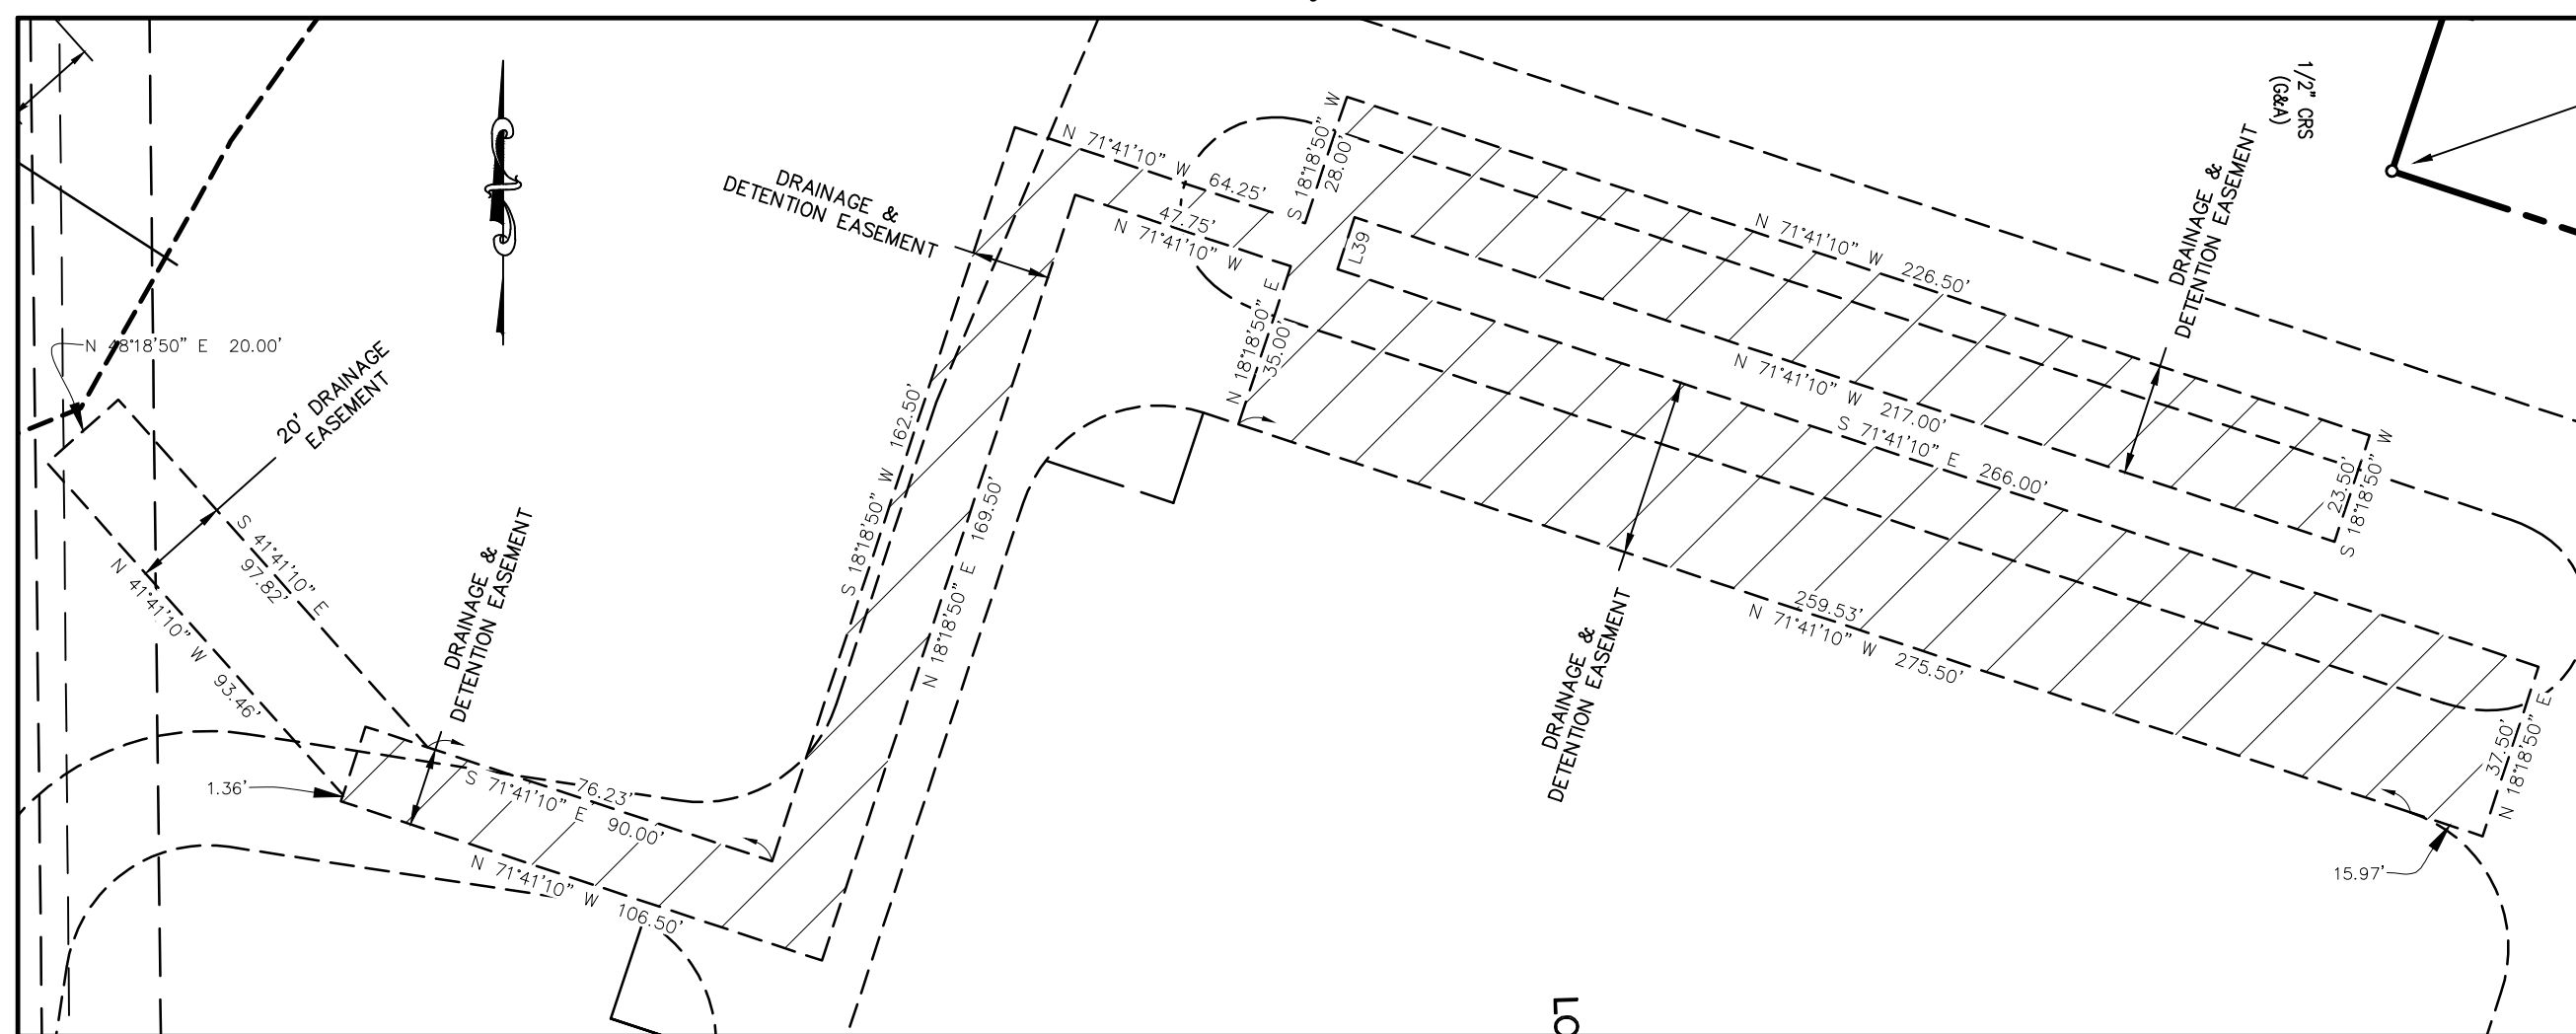 1/2” CRS
(G&A)
DRAINAGE &
DETENTION EASEMENT
N 71°41'10” W 64.25'
47.75'
N 71°41'10” W
S 18°18'50” W
28.00'
L39
N 71°41'10” W 226.50'
DRAINAGE &
DETENTION EASEMENT
N 18°18'50” E
35.00'
N 71°41'10” W 217.00'
S 71°41'10” E 266.00'
23.50'
S 18°18'50” W
N 48°18'50” E 20.00'
20' DRAINAGE
EASEMENT
S 41°41'10” E
97.82'
N 41°41'10” W 93.46'
DRAINAGE &
DETENTION EASEMENT
S 18°18'50” W 162.50'
N 18°18'50” E 169.50'
DRAINAGE &
DETENTION EASEMENT
259.53'
N 71°41'10” W 275.50'
37.50'
N 18°18'50” E
15.97'
1.36'
76.23'
S 71°41'10” E 90.00'
N 71°41'10” W 106.50'
LO